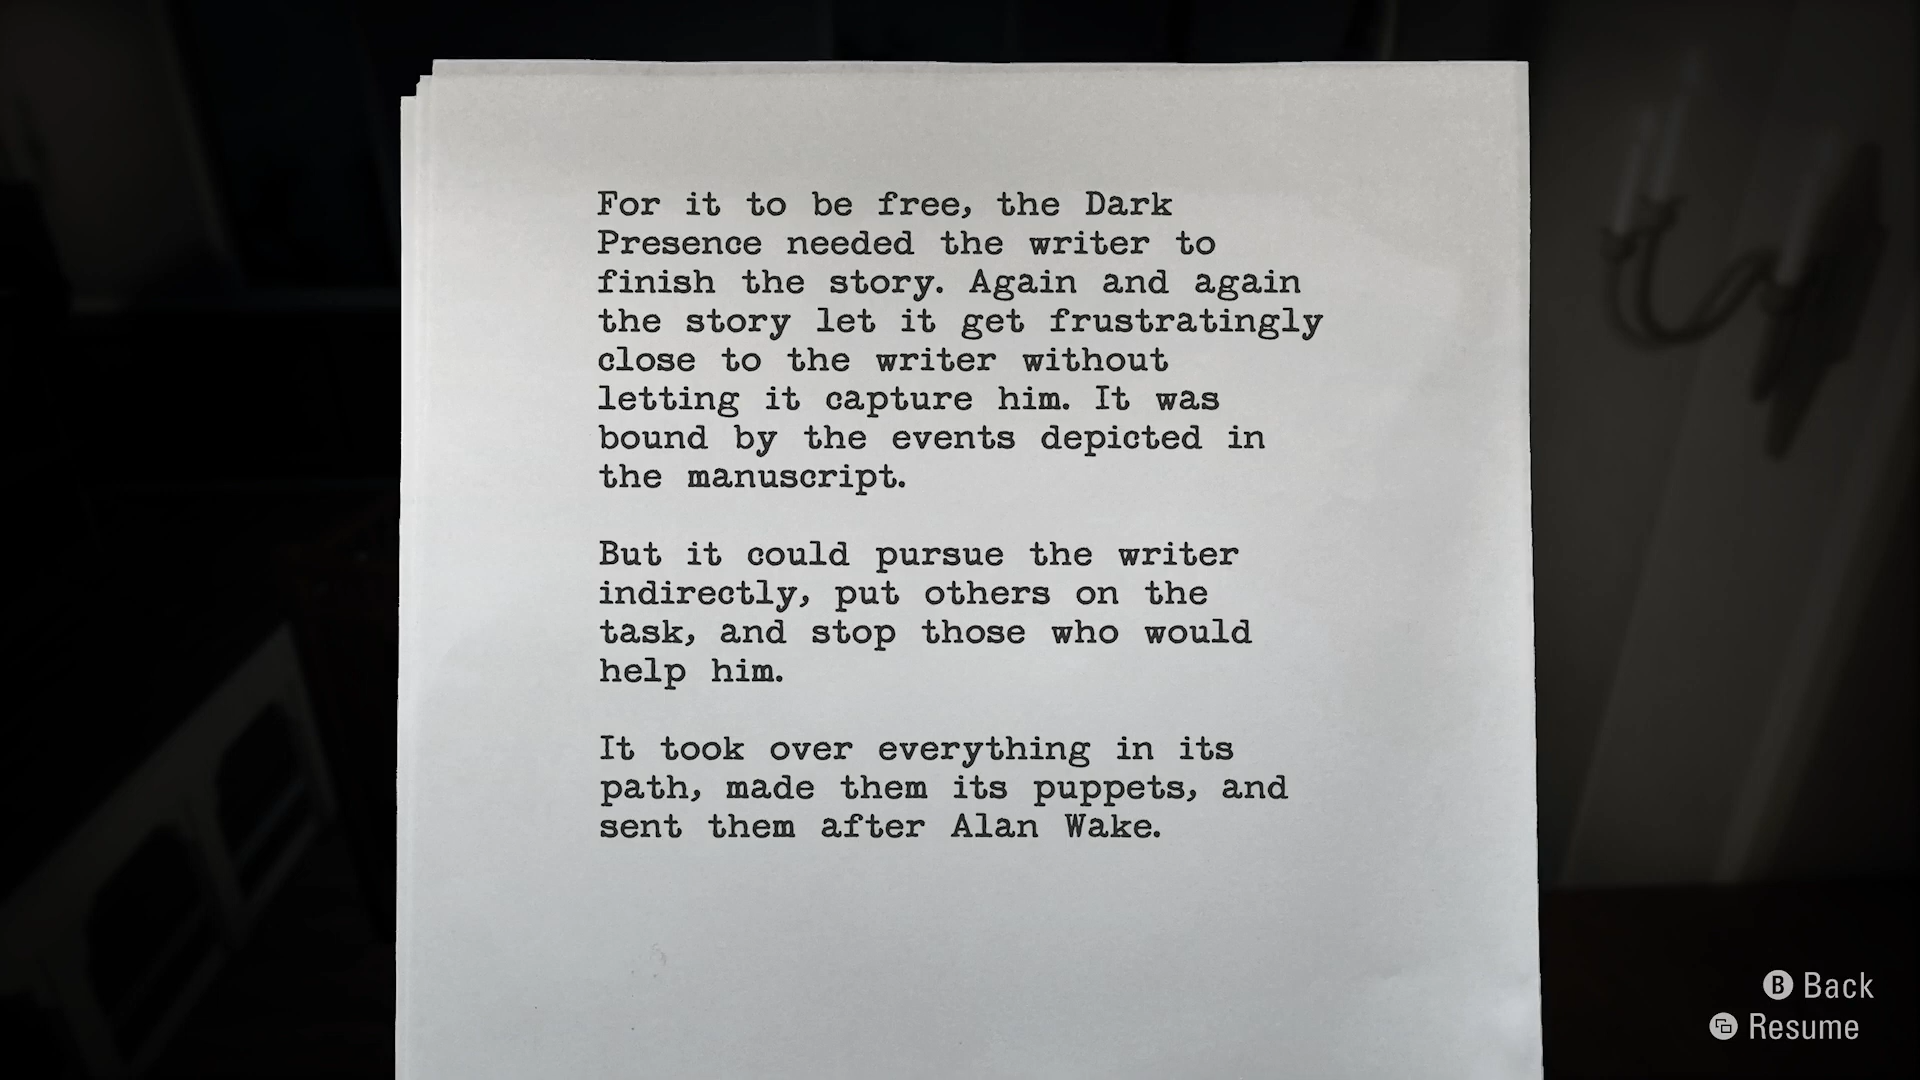 For it to be free, the Dark
Presence needed the writer to
finish the story. Again and again
the story let it get frustratingly
close to the writer without
letting it capture him. It was
bound by the events depicted in
the manuscript.
But it could pursue the writer
indirectly, put others on the
task, and stop those who would
help him.
It took over everything in its
path, made them its puppets, and
sent them after Alan Wake.
B Back
Resume